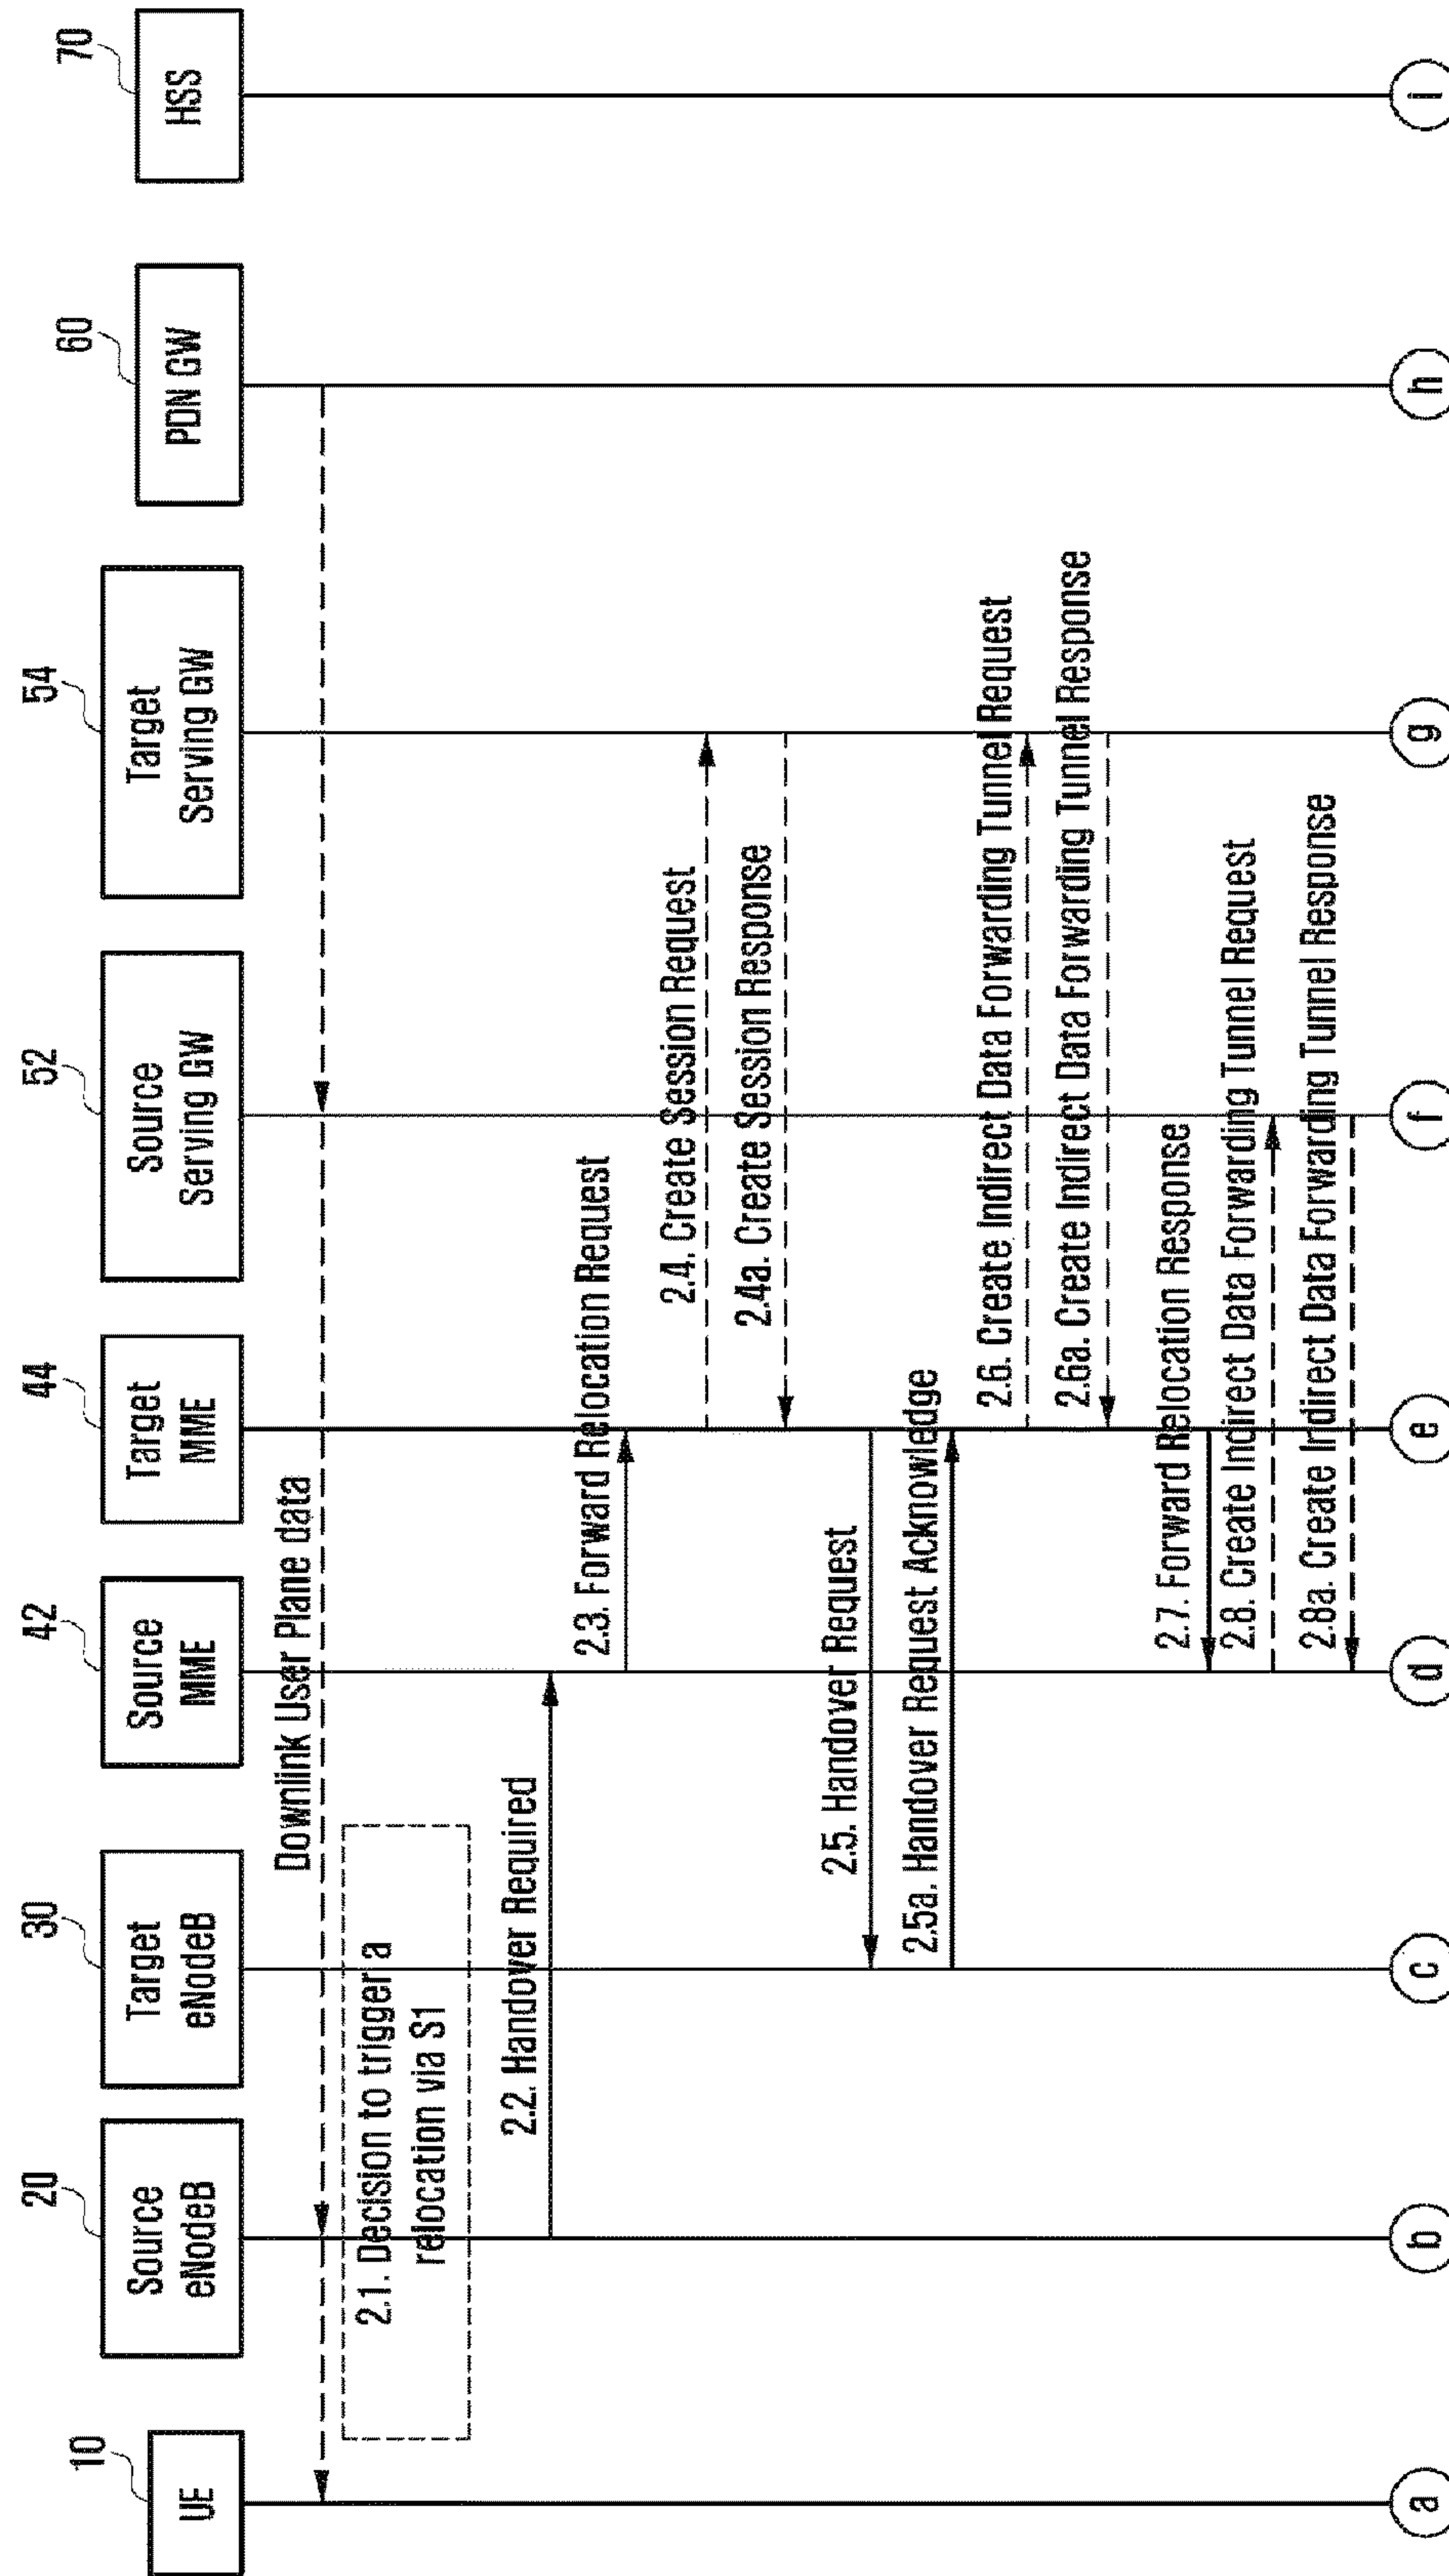 10
UE
20
Source
eNodeB
30
Target
eNodeB
42
Source
MME
44
Target
MME
52
Source
Serving GW
54
Target
Serving GW
60
PDN GW
70
HSS
Downlink User Plane data
2.1. Decision to trigger a
relocation via S1
2.2. Handover Required
2.3. Forward Relocation Request
2.4. Create Session Request
2.4a. Create Session Response
2.5. Handover Request
2.5a. Handover Request Acknowledge
2.6. Create Indirect Data Forwarding Tunnel Request
2.6a. Create Indirect Data Forwarding Tunnel Response
2.7. Forward Relocation Response
2.8. Create Indirect Data Forwarding Tunnel Request
2.8a. Create Indirect Data Forwarding Tunnel Response
a
b
c
d
e
f
g
h
i